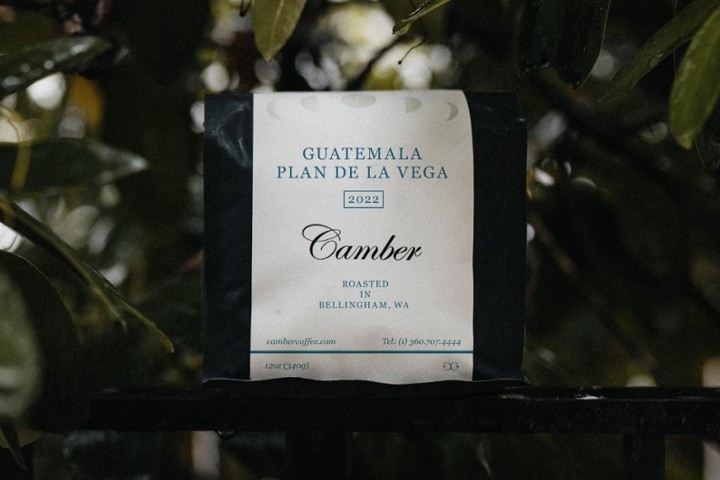 GUATEMALA
PLAN DE LA VEGA
2022
Camber
ROASTED
IN
BELLINGHAM, WA
cambercoffee.com Tel: (1) 360.707.4444
12oz (340g)